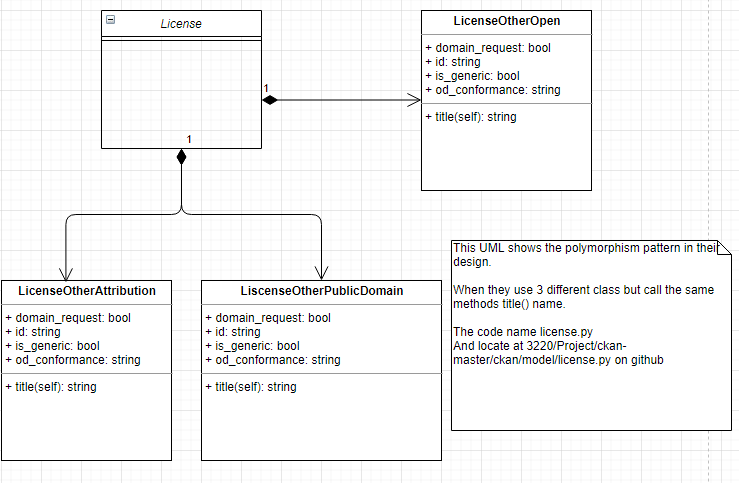 License
LicenseOtherOpen
+ domain_request: bool
+ id: string
+ is_generic: bool
+ od_conformance: string
+ title(self): string
1
1
LicenseOtherAttribution
+ domain_request: bool
+ id: string
+ is_generic: bool
+ od_conformance: string
+ title(self): string
LiscenseOtherPublicDomain
+ domain_request: bool
+ id: string
+ is_generic: bool
+ od_conformance: string
+ title(self): string
This UML shows the polymorphism pattern in their
design.
When they use 3 different class but call the same
methods title() name.
The code name license.py
And locate at 3220/Project/ckan-
master/ckan/model/license.py on github